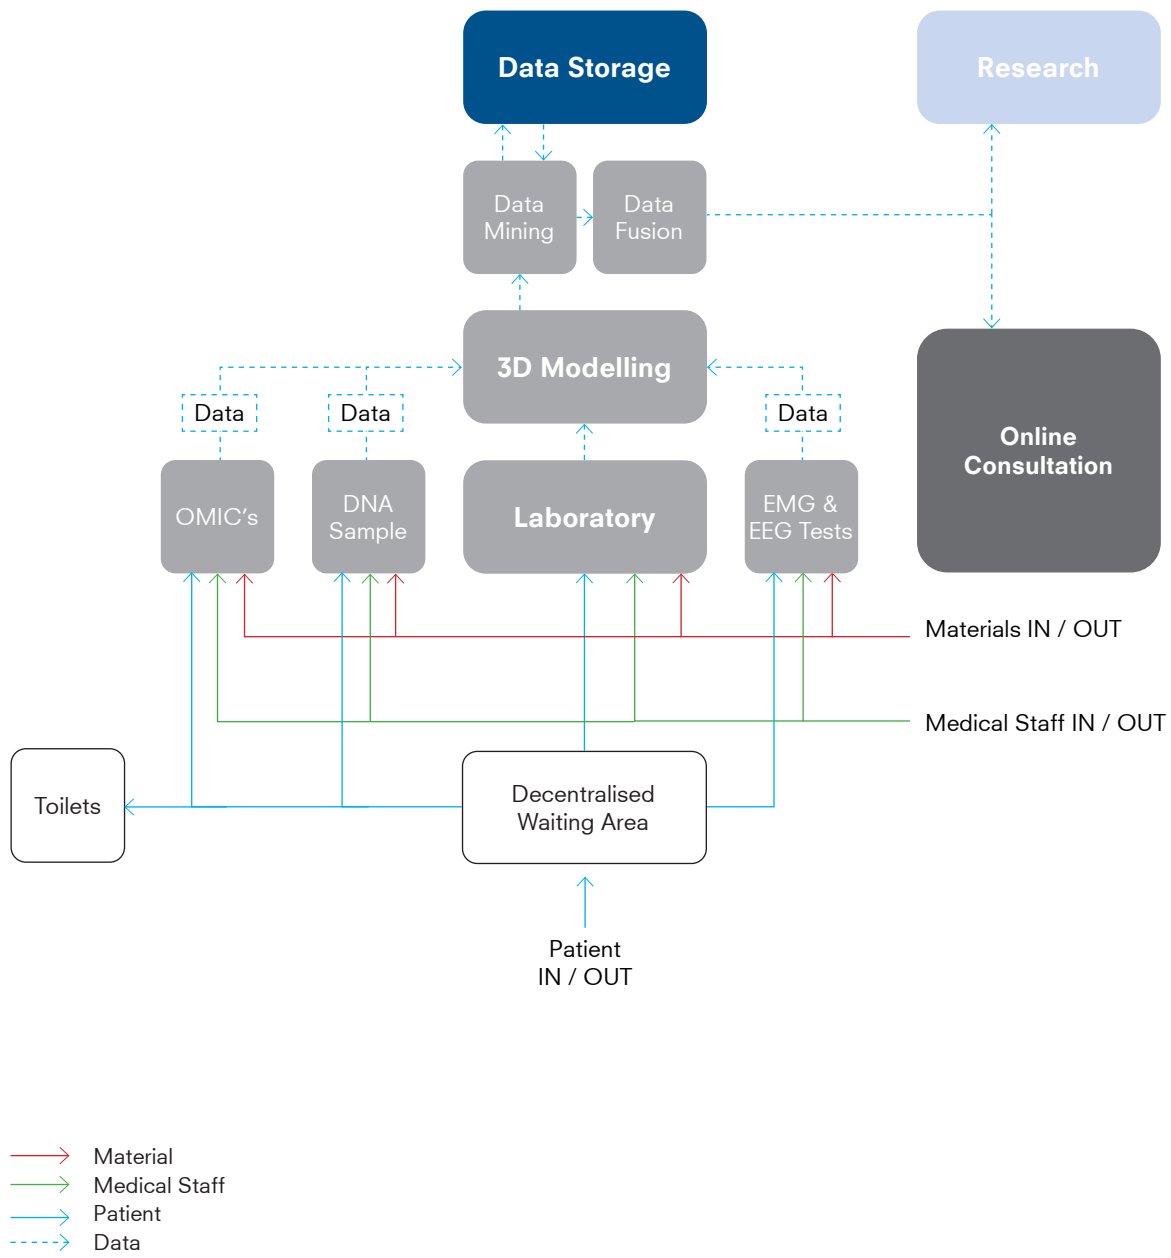 Data Storage
Research
Data
Mining
Data
Fusion
3D Modelling
Data
Data
Data
Online
Consultation
OMIC's
DNA
Sample
Laboratory
EMG &
EEG Tests
Materials IN / OUT
Medical Staff IN / OUT
Toilets
Decentralised
Waiting Area
Patient
IN / OUT
Material
Medical Staff
Patient
Data